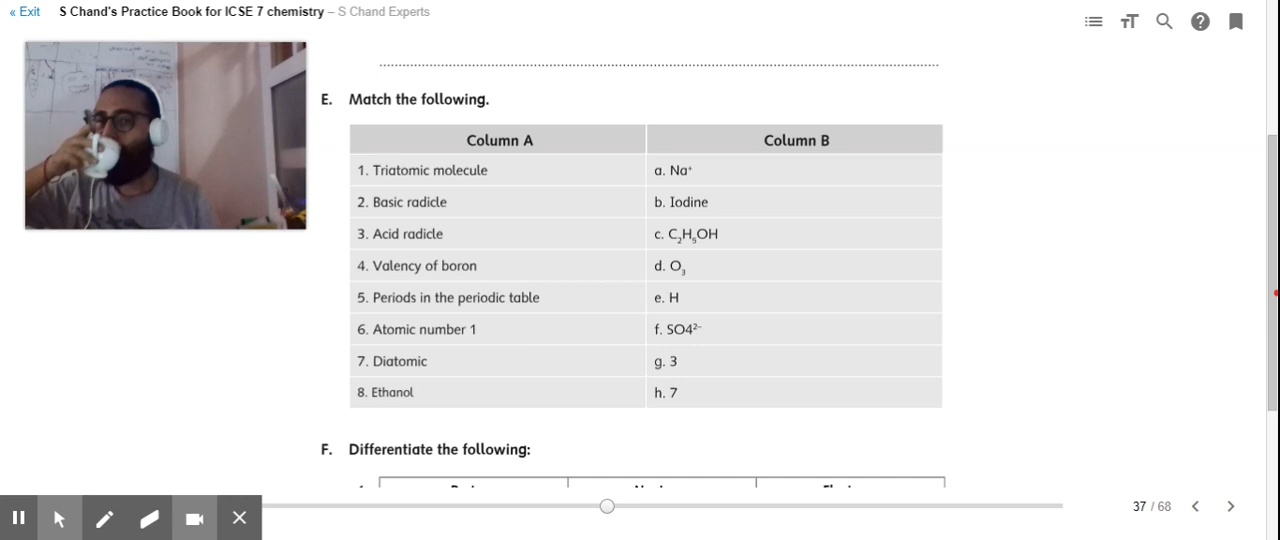 « Exit S Chand's Practice Book for ICSE 7 chemistry – S Chand Experts
E. Match the following.
Column A Column B
1. Triatomic molecule a. Na⁺
2. Basic radicle b. Iodine
3. Acid radicle c. C₂H₅OH
4. Valency of boron d. O₃
5. Periods in the periodic table e. H
6. Atomic number 1 f. SO4²⁻
7. Diatomic g. 3
8. Ethanol h. 7
F. Differentiate the following:
37 / 68